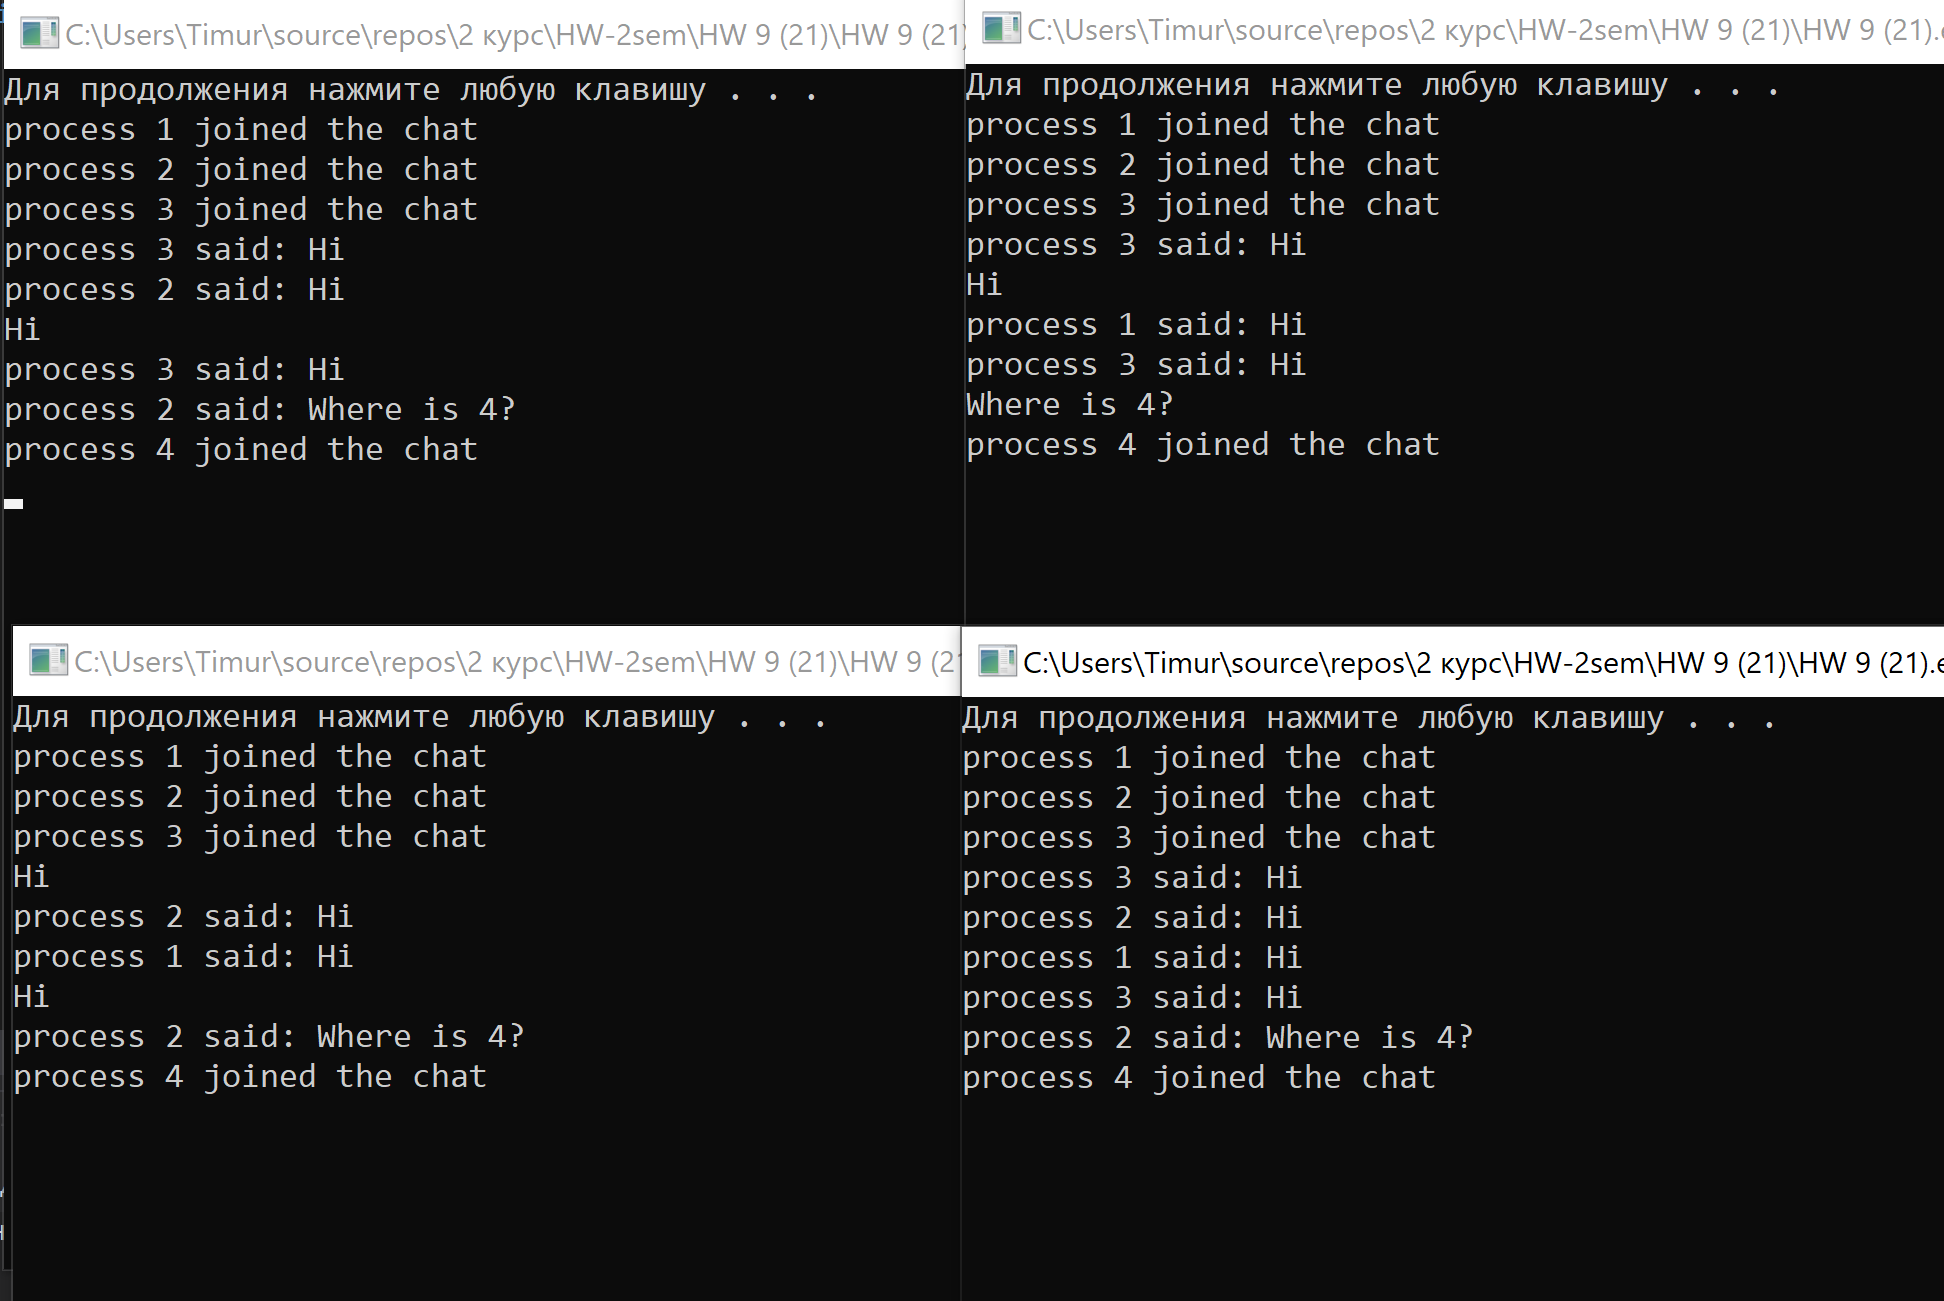 C:\Users\Timur\source\repos\2 курс\HW-2sem\HW 9 (21)\HW 9 (21)
Для продолжения нажмите любую клавишу . . .
process 1 joined the chat
process 2 joined the chat
process 3 joined the chat
process 3 said: Hi
process 2 said: Hi
Hi
process 3 said: Hi
process 2 said: Where is 4?
process 4 joined the chat
C:\Users\Timur\source\repos\2 курс\HW-2sem\HW 9 (21)\HW 9 (21).e
Для продолжения нажмите любую клавишу . . .
process 1 joined the chat
process 2 joined the chat
process 3 joined the chat
process 3 said: Hi
Hi
process 1 said: Hi
process 3 said: Hi
Where is 4?
process 4 joined the chat
C:\Users\Timur\source\repos\2 курс\HW-2sem\HW 9 (21)\HW 9 (21
Для продолжения нажмите любую клавишу . . .
process 1 joined the chat
process 2 joined the chat
process 3 joined the chat
Hi
process 2 said: Hi
process 1 said: Hi
Hi
process 2 said: Where is 4?
process 4 joined the chat
C:\Users\Timur\source\repos\2 курс\HW-2sem\HW 9 (21)\HW 9 (21).e
Для продолжения нажмите любую клавишу . . .
process 1 joined the chat
process 2 joined the chat
process 3 joined the chat
process 3 said: Hi
process 2 said: Hi
process 1 said: Hi
process 3 said: Hi
process 2 said: Where is 4?
process 4 joined the chat